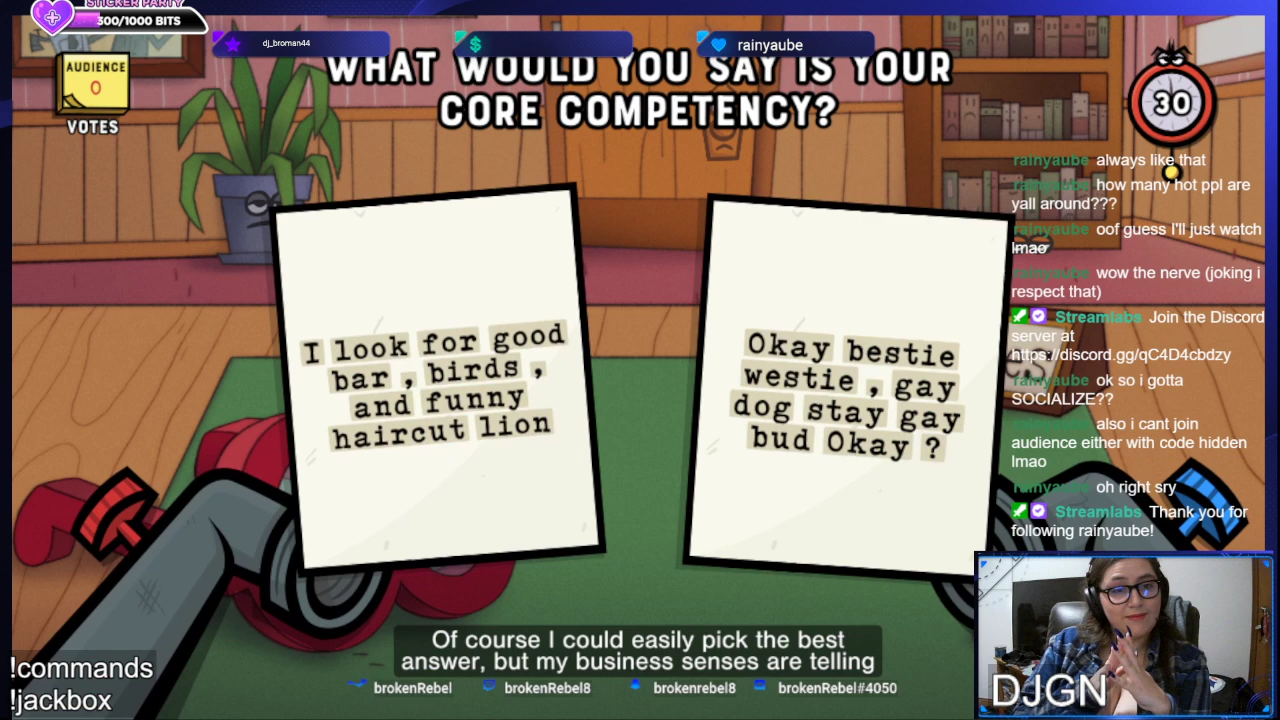 STICKER PARTY
300/1000 BITS
dj_broman44
$
rainyaube
AUDIENCE
0
VOTES
WHAT WOULD YOU SAY IS YOUR
CORE COMPETENCY?
30
I look for good
bar , birds ,
and funny
haircut lion
Okay bestie
westie , gay
dog stay gay
bud Okay ?
rainyaube always like that
rainyaube how many hot ppl are
yall around???
rainyaube oof guess I'll just watch
lmao
rainyaube wow the nerve (joking i
respect that)
Streamlabs Join the Discord
server at
https://discord.gg/qC4D4cbdzy
rainyaube ok so i gotta
SOCIALIZE??
rainyaube also i cant join
audience either with code hidden
lmao
rainyaube oh right sry
Streamlabs Thank you for
following rainyaube!
Of course I could easily pick the best
answer, but my business senses are telling
!commands
!jackbox
brokenRebel
brokenRebel8
brokenrebel8
brokenRebel#4050
DJGN